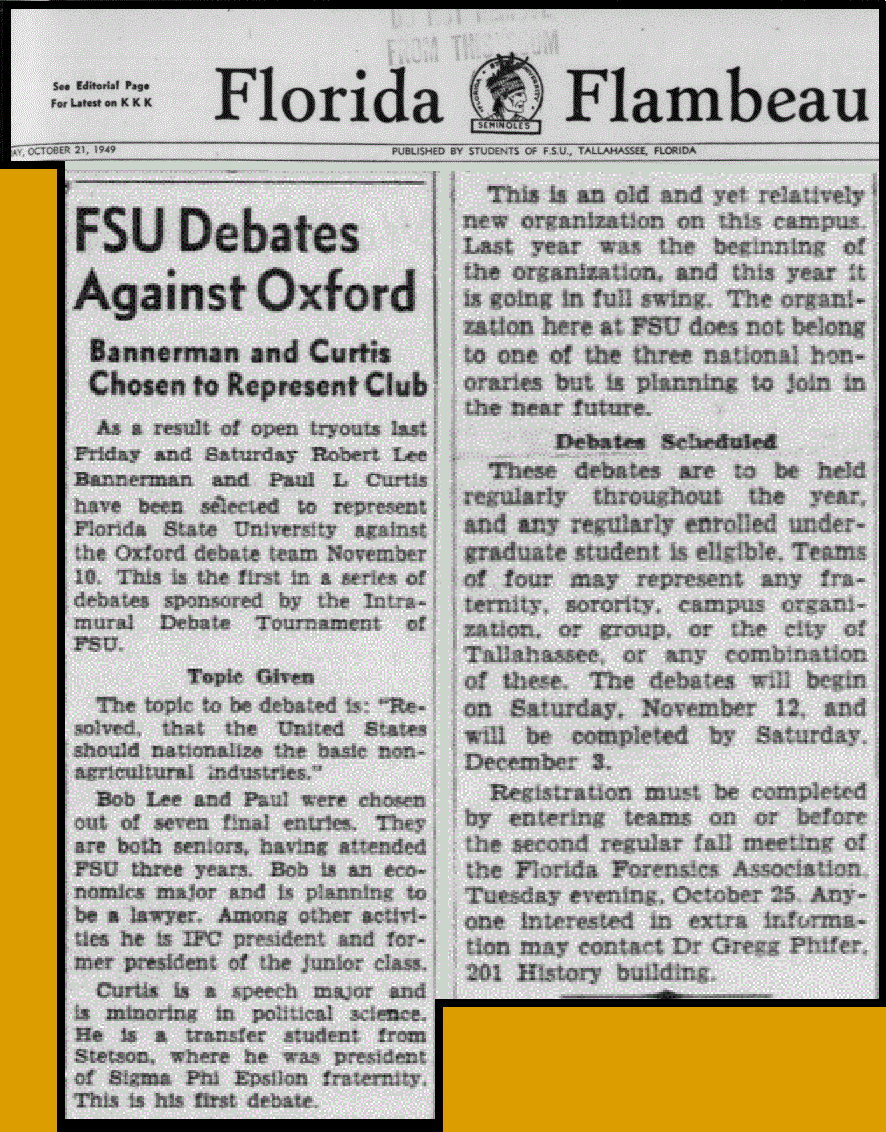 FROM THIS ROOM
See Editorial Page
For Latest on K K K
Florida Flambeau
SEMINOLES
AY, OCTOBER 21, 1949
PUBLISHED BY STUDENTS OF F.S.U., TALLAHASSEE, FLORIDA
FSU Debates
Against Oxford
Bannerman and Curtis
Chosen to Represent Club
As a result of open tryouts last
Friday and Saturday Robert Lee
Bannerman and Paul L Curtis
have been selected to represent
Florida State University against
the Oxford debate team November
10. This is the first in a series of
debates sponsored by the Intra-
mural Debate Tournament of
FSU.
Topic Given
The topic to be debated is: "Re-
solved, that the United States
should nationalize the basic non-
agricultural industries."
Bob Lee and Paul were chosen
out of seven final entries. They
are both seniors, having attended
FSU three years. Bob is an eco-
nomics major and is planning to
be a lawyer. Among other activi-
ties he is IFC president and for-
mer president of the junior class.
Curtis is a speech major and
is minoring in political science.
He is a transfer student from
Stetson, where he was president
of Sigma Phi Epsilon fraternity.
This is his first debate.
This is an old and yet relatively
new organization on this campus.
Last year was the beginning of
the organization, and this year it
is going in full swing. The organi-
zation here at FSU does not belong
to one of the three national hon-
oraries but is planning to join in
the near future.
Debates Scheduled
These debates are to be held
regularly throughout the year,
and any regularly enrolled under-
graduate student is eligible. Teams
of four may represent any fra-
ternity, sorority, campus organi-
zation, or group, or the city of
Tallahassee, or any combination
of these. The debates will begin
on Saturday, November 12, and
will be completed by Saturday,
December 3.
Registration must be completed
by entering teams on or before
the second regular fall meeting of
the Florida Forensics Association,
Tuesday evening, October 25. Any-
one interested in extra informa-
tion may contact Dr Gregg Phifer,
201 History building.